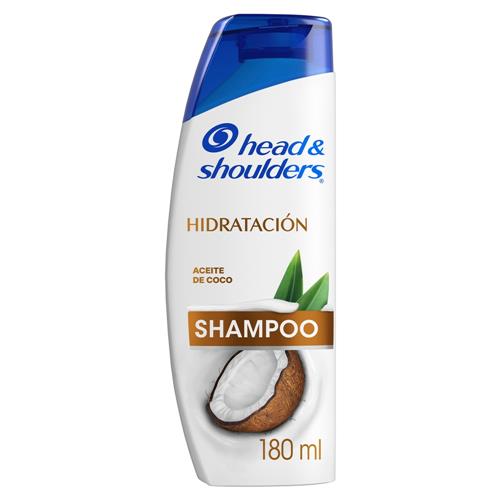 head &
shoulders®
HIDRATACIÓN
ACEITE
DE COCO
SHAMPOO
180 ml